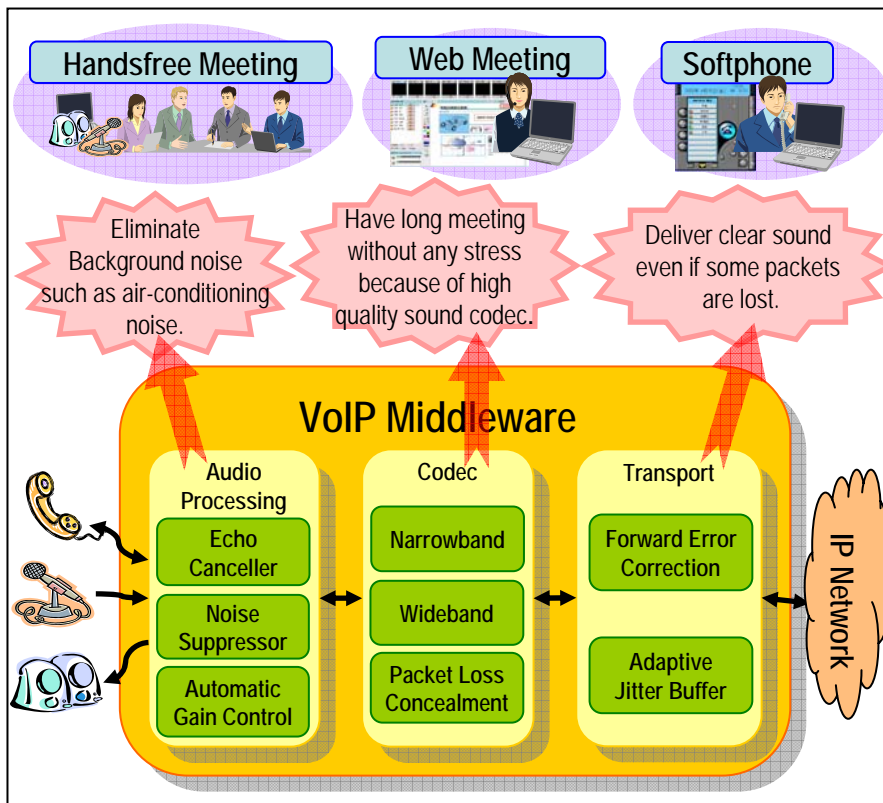 Handsfree Meeting
Web Meeting
Softphone
Eliminate
Background noise
such as air-conditioning
noise.
Have long meeting
without any stress
because of high
quality sound codec.
Deliver clear sound
even if some packets
are lost.
VoIP Middleware
Audio
Processing
Echo
Canceller
Noise
Suppressor
Automatic
Gain Control
Codec
Narrowband
Wideband
Packet Loss
Concealment
Transport
Forward Error
Correction
Adaptive
Jitter Buffer
IP Network